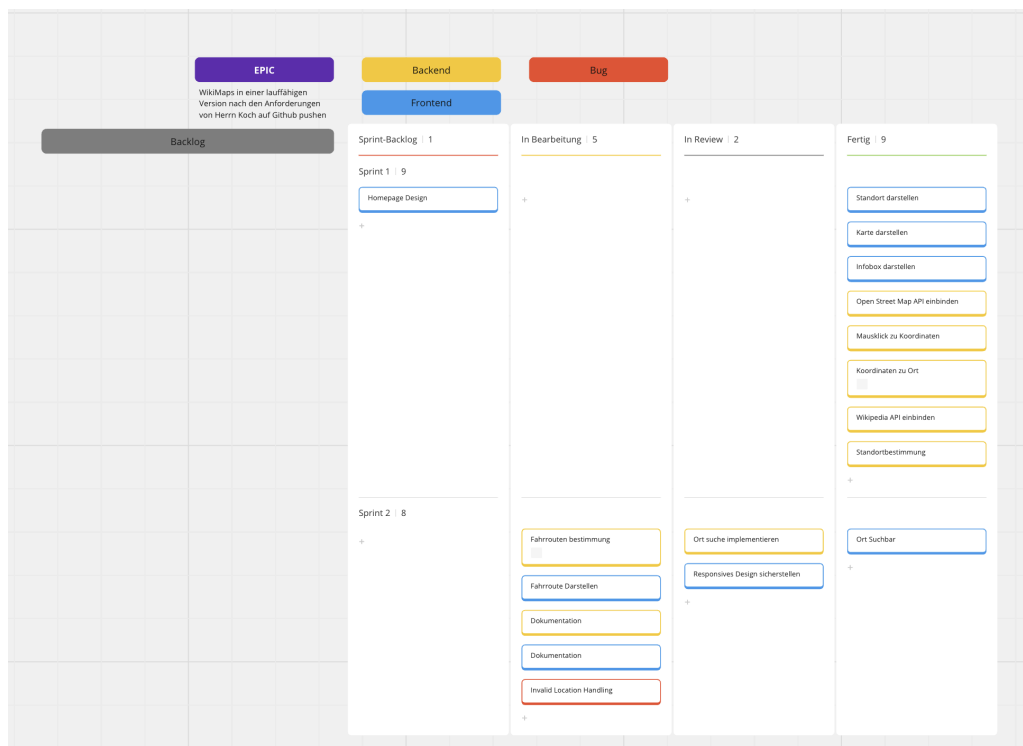 EPIC
Backend
Bug
WikiMaps in einer lauffähigen
Version nach den Anforderungen
von Herrn Koch auf Github pushen
Frontend
Backlog
Sprint-Backlog | 1
In Bearbeitung | 5
In Review | 2
Fertig | 9
Sprint 1 | 9
Homepage Design
+
+
+
Standort darstellen
Karte darstellen
Infobox darstellen
Open Street Map API einbinden
Mausklick zu Koordinaten
Koordinaten zu Ort
Wikipedia API einbinden
Standortbestimmung
+
Sprint 2 | 8
+
Fahrrouten bestimmung
Fahrroute Darstellen
Dokumentation
Dokumentation
Invalid Location Handling
+
Ort suche implementieren
Responsives Design sicherstellen
+
Ort Suchbar
+